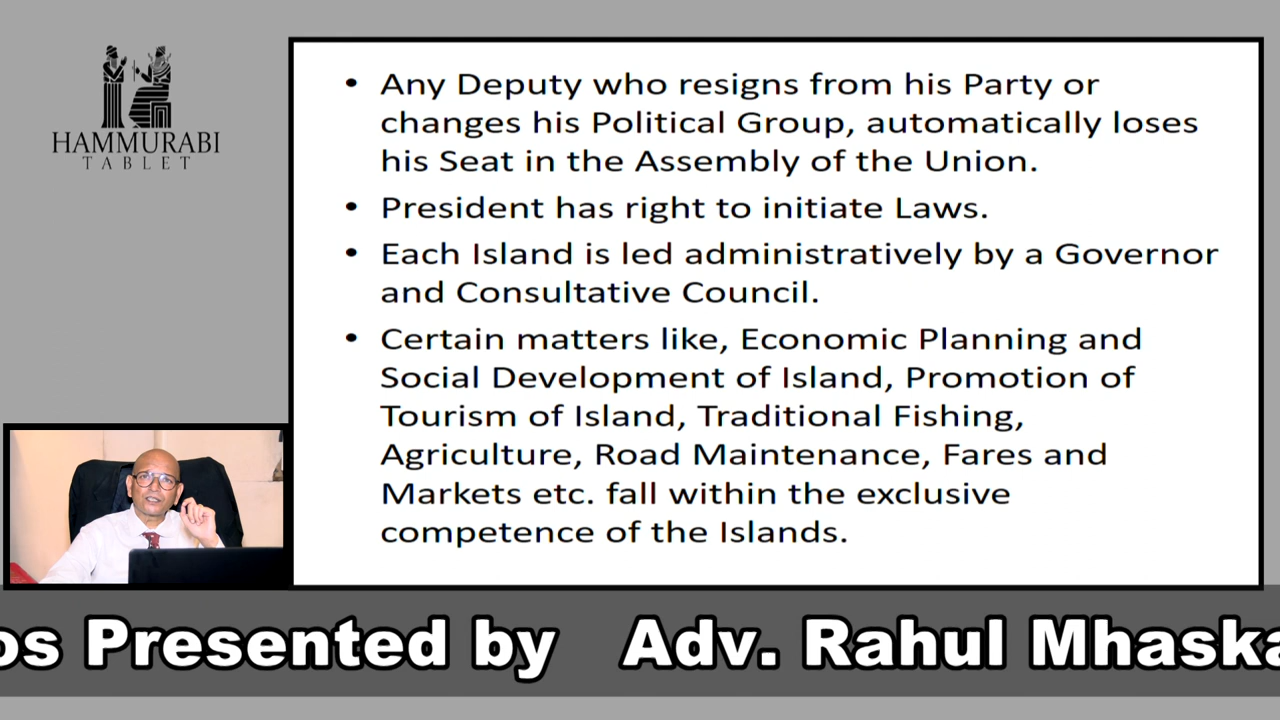 HAMMURABI
TABLET
• Any Deputy who resigns from his Party or
changes his Political Group, automatically loses
his Seat in the Assembly of the Union.
• President has right to initiate Laws.
• Each Island is led administratively by a Governor
and Consultative Council.
• Certain matters like, Economic Planning and
Social Development of Island, Promotion of
Tourism of Island, Traditional Fishing,
Agriculture, Road Maintenance, Fares and
Markets etc. fall within the exclusive
competence of the Islands.
os Presented by Adv. Rahul Mhaska